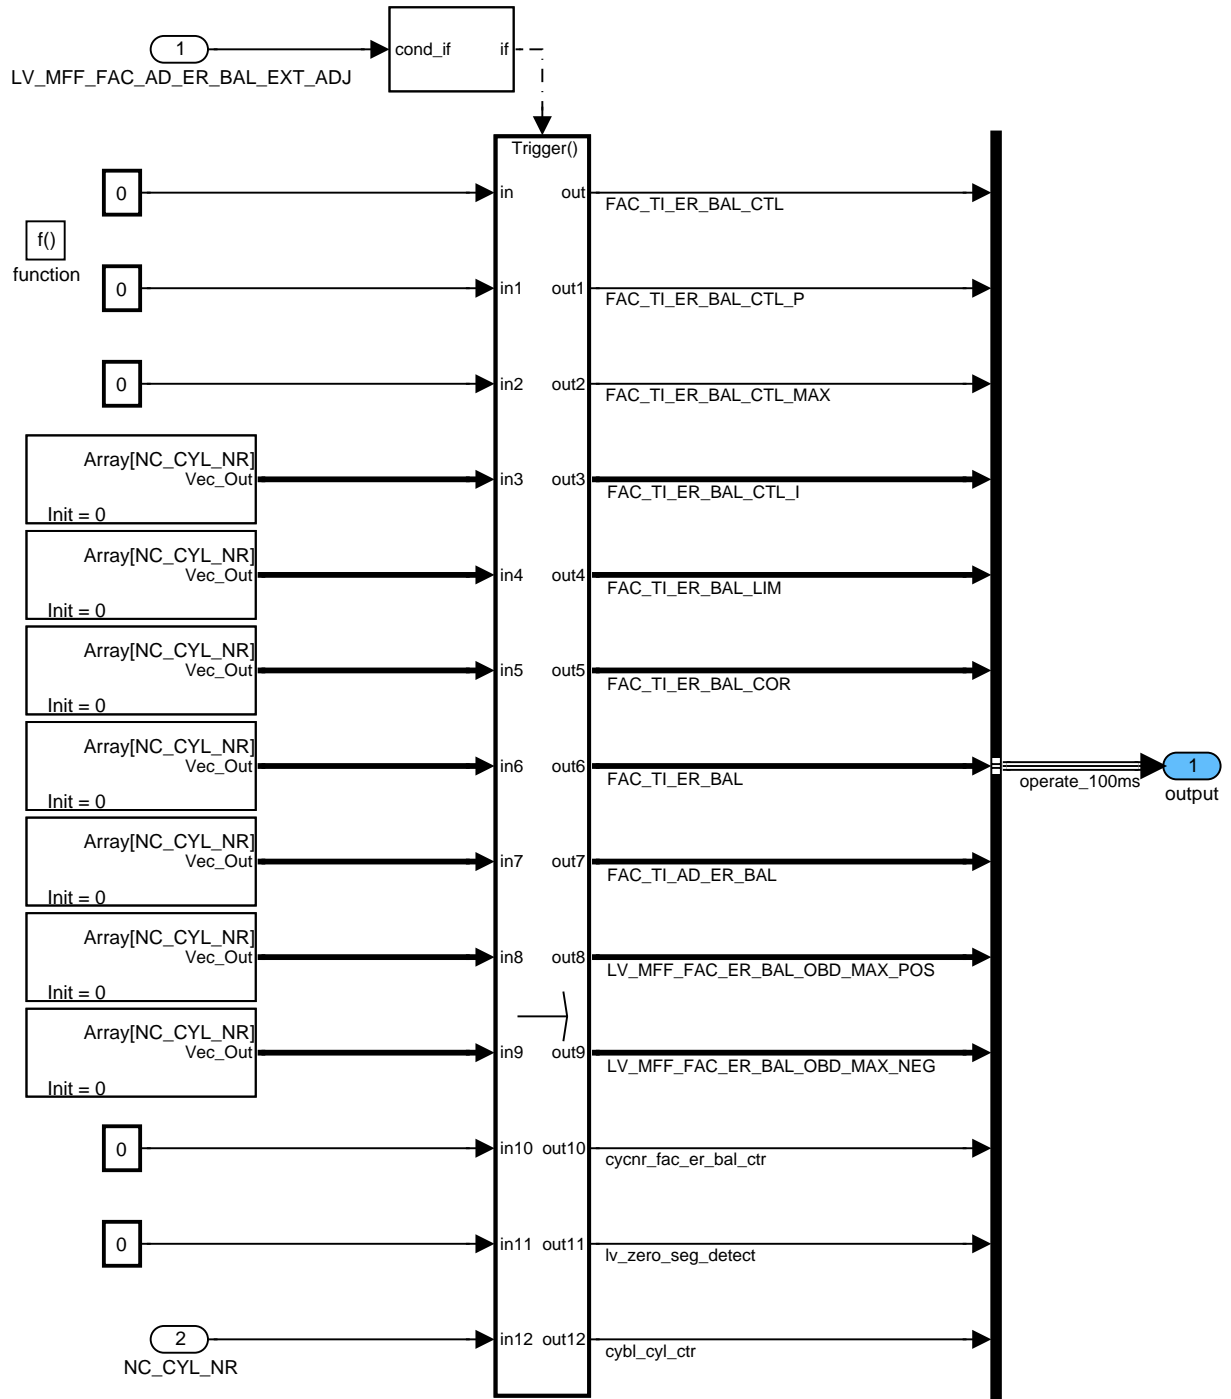 1
cond_if
if
LV_MFF_FAC_AD_ER_BAL_EXT_ADJ
Trigger()
0
in
out
FAC_TI_ER_BAL_CTL
f()
function
0
in1
out1
FAC_TI_ER_BAL_CTL_P
0
in2
out2
FAC_TI_ER_BAL_CTL_MAX
Array[NC_CYL_NR]
Vec_Out
Init = 0
in3
out3
FAC_TI_ER_BAL_CTL_I
Array[NC_CYL_NR]
Vec_Out
Init = 0
in4
out4
FAC_TI_ER_BAL_LIM
Array[NC_CYL_NR]
Vec_Out
Init = 0
in5
out5
FAC_TI_ER_BAL_COR
Array[NC_CYL_NR]
Vec_Out
Init = 0
in6
out6
FAC_TI_ER_BAL
operate_100ms
1
output
Array[NC_CYL_NR]
Vec_Out
Init = 0
in7
out7
FAC_TI_AD_ER_BAL
Array[NC_CYL_NR]
Vec_Out
Init = 0
in8
out8
LV_MFF_FAC_ER_BAL_OBD_MAX_POS
Array[NC_CYL_NR]
Vec_Out
Init = 0
in9
out9
LV_MFF_FAC_ER_BAL_OBD_MAX_NEG
0
in10
out10
cycnr_fac_er_bal_ctr
0
in11
out11
lv_zero_seg_detect
2
NC_CYL_NR
in12
out12
cybl_cyl_ctr